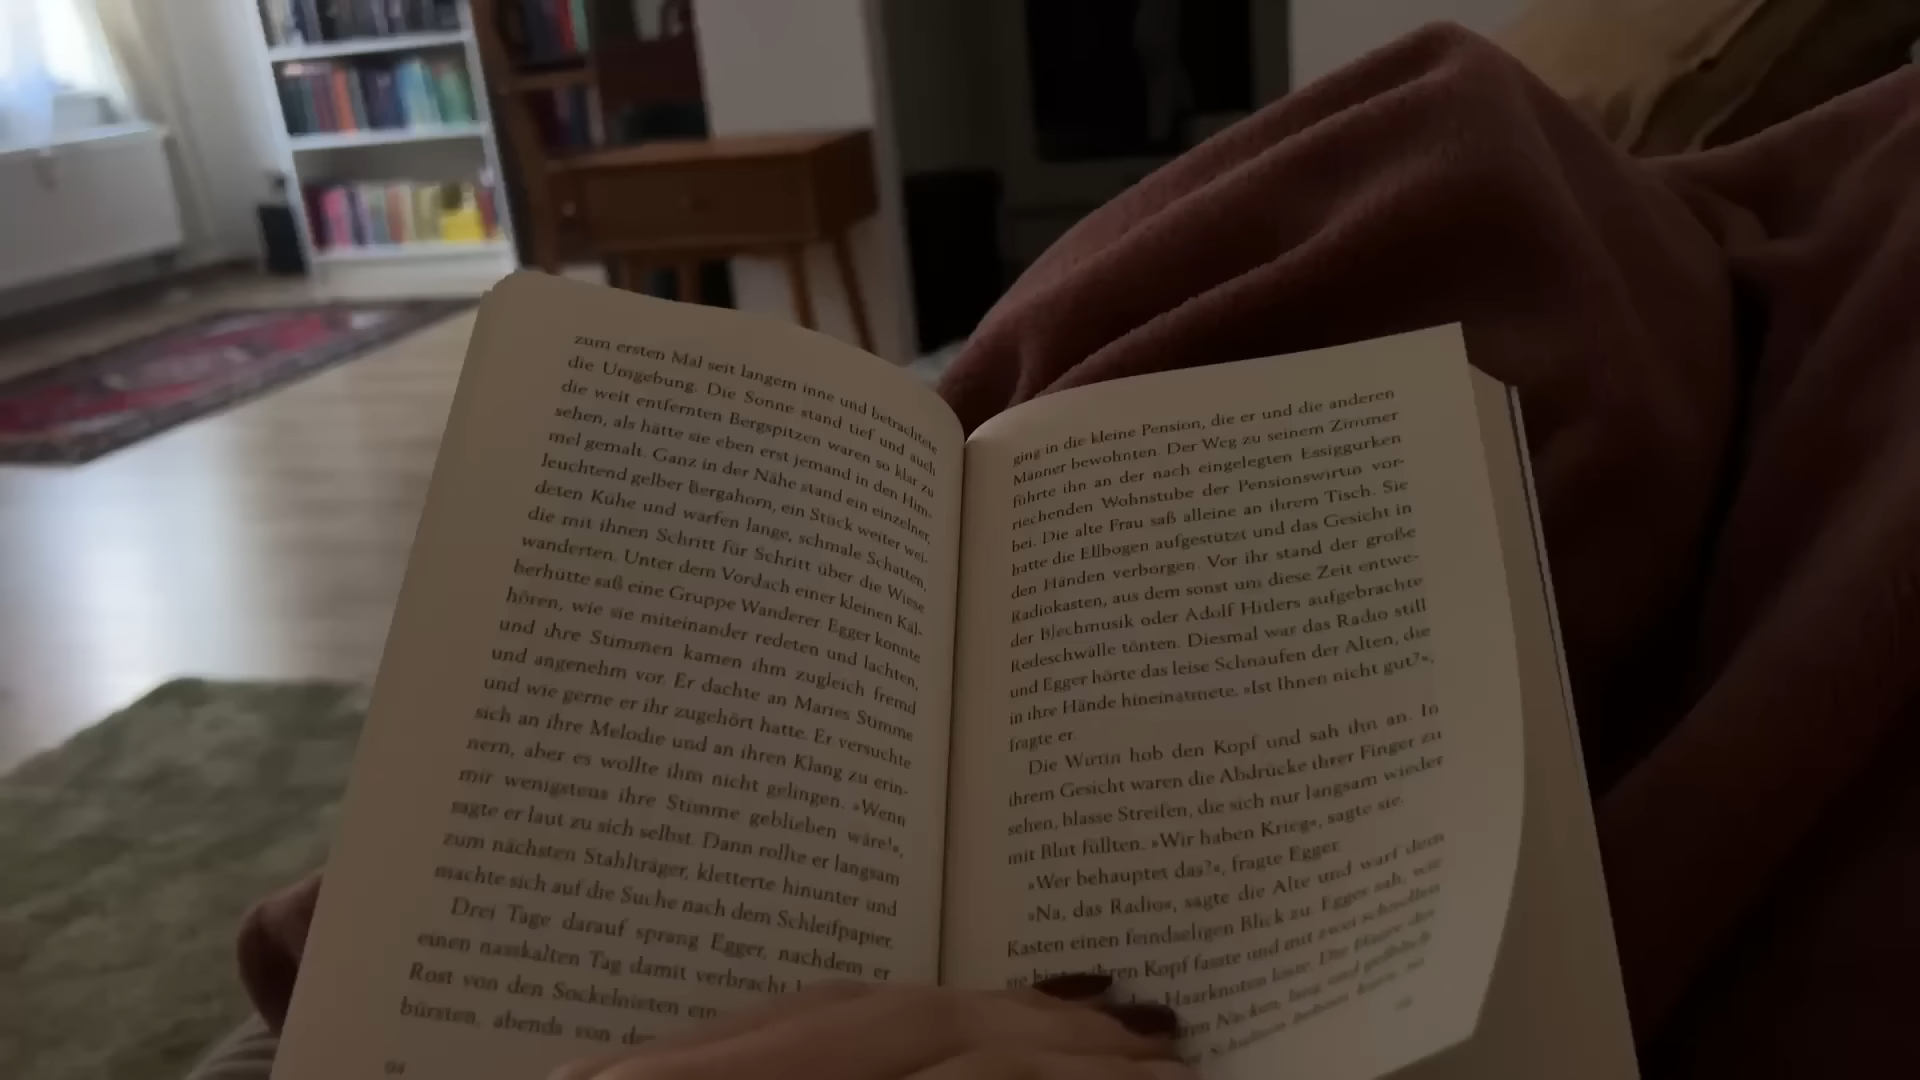 zum ersten Mal seit langem inne und betrachtete
die Umgebung. Die Sonne stand tief und auch
die weit entfernten Bergspitzen waren so klar zu
sehen, als hätte sie eben erst jemand in den Him-
mel gemalt. Ganz in der Nähe stand ein einzelner,
leuchtend gelber Bergahorn, ein Stück weiter wei-
deten Kühe und warfen lange, schmale Schatten,
die mit ihnen Schritt für Schritt über die Wiese
wanderten. Unter dem Vordach einer kleinen Käl-
berhütte saß eine Gruppe Wanderer. Egger konnte
hören, wie sie miteinander redeten und lachten,
und ihre Stimmen kamen ihm zugleich fremd
und angenehm vor. Er dachte an Maries Stimme
und wie gerne er ihr zugehört hatte. Er versuchte
sich an ihre Melodie und an ihren Klang zu erin-
nern, aber es wollte ihm nicht gelingen. »Wenn
mir wenigstens ihre Stimme geblieben wäre!«,
sagte er laut zu sich selbst. Dann rollte er langsam
zum nächsten Stahlträger, kletterte hinunter und
machte sich auf die Suche nach dem Schleifpapier.
Drei Tage darauf sprang Egger, nachdem er
einen nasskalten Tag damit verbracht
Rost von den Sockelnieten
bürsten, abends von
94
ging in die kleine Pension, die er und die anderen
Männer bewohnten. Der Weg zu seinem Zimmer
führte ihn an der nach eingelegten Essiggurken
riechenden Wohnstube der Pensionswirtin vor-
bei. Die alte Frau saß alleine an ihrem Tisch. Sie
hatte die Ellbogen aufgestützt und das Gesicht in
den Händen verborgen. Vor ihr stand der große
Radiokasten, aus dem sonst um diese Zeit entwe-
der Blechmusik oder Adolf Hitlers aufgebrachte
Redeschwälle tönten. Diesmal war das Radio still
und Egger hörte das leise Schnaufen der Alten, die
in ihre Hände hineinatmete. »Ist Ihnen nicht gut?«,
fragte er.
Die Wirtin hob den Kopf und sah ihn an. In
ihrem Gesicht waren die Abdrücke ihrer Finger zu
sehen, blasse Streifen, die sich nur langsam wieder
mit Blut füllten. »Wir haben Krieg«, sagte sie.
»Wer behauptet das?«, fragte Egger.
»Na, das Radio«, sagte die Alte und warf dem
Kasten einen feindseligen Blick zu. Egger sah, wie
sie ihren Kopf fasste und mit zwei schnellen
Haarknoten löste. Die Haare
Nacken, lang und gelblich